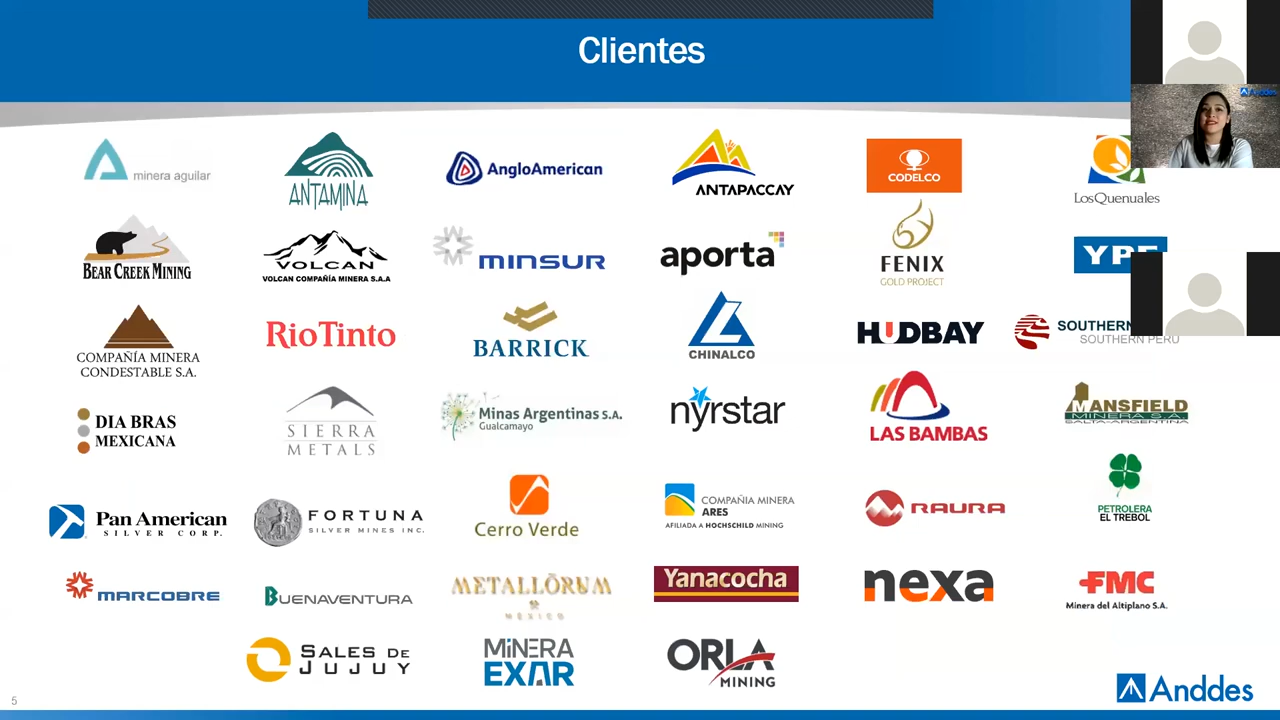 Clientes
Anddes
minera aguilar
ANTAMINA
AngloAmerican
ANTAPACCAY
CODELCO
LosQuenuales
BEAR CREEK MINING
VOLCAN
VOLCAN COMPAÑÍA MINERA S.A.A
MINSUR
aporta
FENIX
GOLD PROJECT
YPF
COMPAÑÍA MINERA
CONDESTABLE S.A.
RioTinto
BARRICK
CHINALCO
HUDBAY
SOUTHERN
SOUTHERN PERU
DIA BRAS
MEXICANA
SIERRA
METALS
Minas Argentinas S.A.
Gualcamayo
nyrstar
LAS BAMBAS
MANSFIELD
MINERA S.A.
SALTA-ARGENTINA
Pan American
SILVER CORP.
FORTUNA
SILVER MINES INC.
Cerro Verde
COMPAÑIA MINERA
ARES
AFILIADA A HOCHSCHILD MINING
RAURA
PETROLERA
EL TREBOL
MARCOBRE
BUENAVENTURA
METALLÖRUM
MEXICO
Yanacocha
nexa
FMC
Minera del Altiplano S.A.
SALES DE
JUJUY
MiNERA
EXAR
ORLA
MINING
Anddes
5